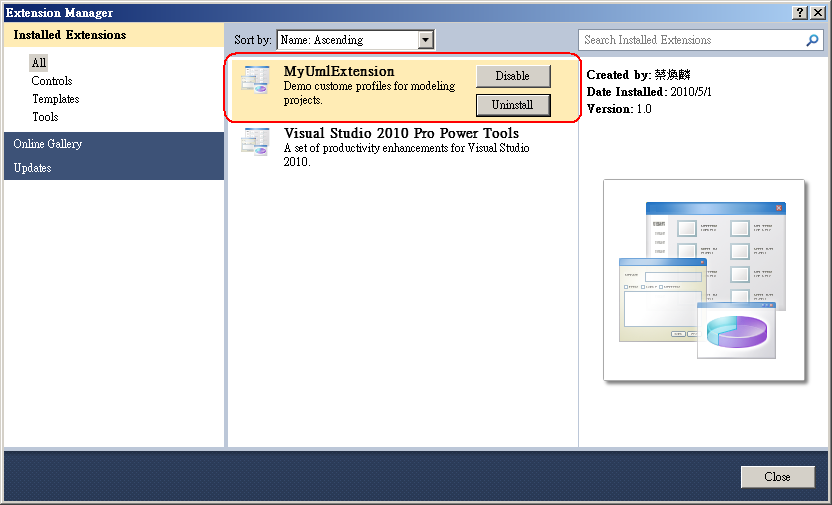 Extension Manager
Installed Extensions
All
Controls
Templates
Tools
Online Gallery
Updates
Sort by: Name: Ascending
MyUmlExtension
Demo custome profiles for modeling
projects.
Disable
Uninstall
Visual Studio 2010 Pro Power Tools
A set of productivity enhancements for Visual Studio
2010.
Search Installed Extensions
Created by: 蔡煥麟
Date Installed: 2010/5/1
Version: 1.0
Close